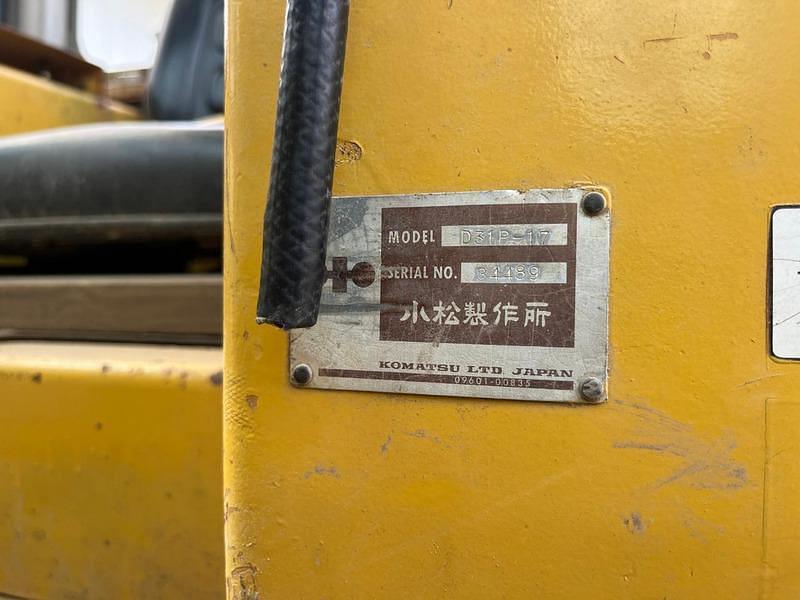 MODEL D31P-17
SERIAL NO. 34489
小松製作所
KOMATSU LTD. JAPAN
09601-00835